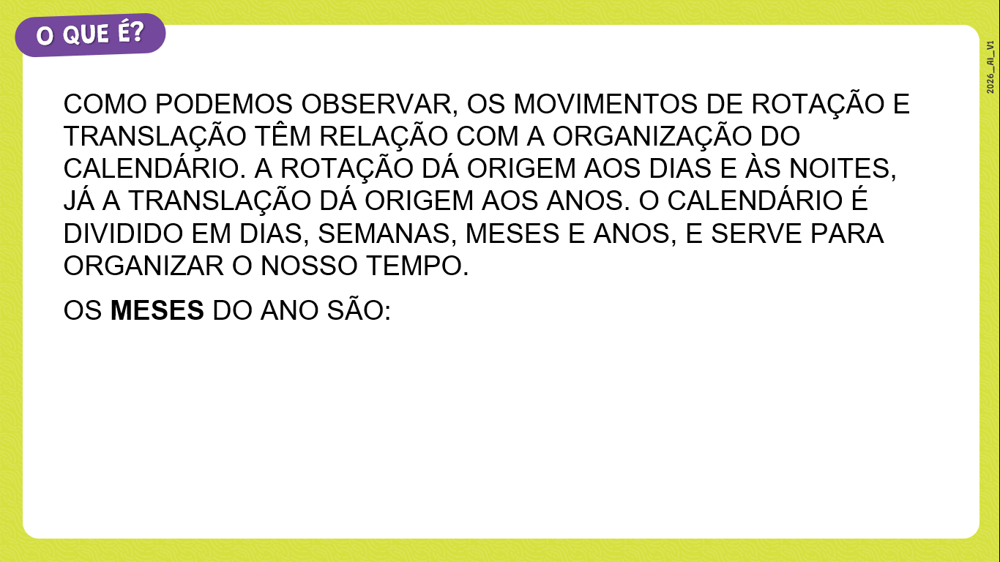 O QUE É?
COMO PODEMOS OBSERVAR, OS MOVIMENTOS DE ROTAÇÃO E
TRANSLAÇÃO TÊM RELAÇÃO COM A ORGANIZAÇÃO DO
CALENDÁRIO. A ROTAÇÃO DÁ ORIGEM AOS DIAS E ÀS NOITES,
JÁ A TRANSLAÇÃO DÁ ORIGEM AOS ANOS. O CALENDÁRIO É
DIVIDIDO EM DIAS, SEMANAS, MESES E ANOS, E SERVE PARA
ORGANIZAR O NOSSO TEMPO.
OS MESES DO ANO SÃO:
2026_AI_V1